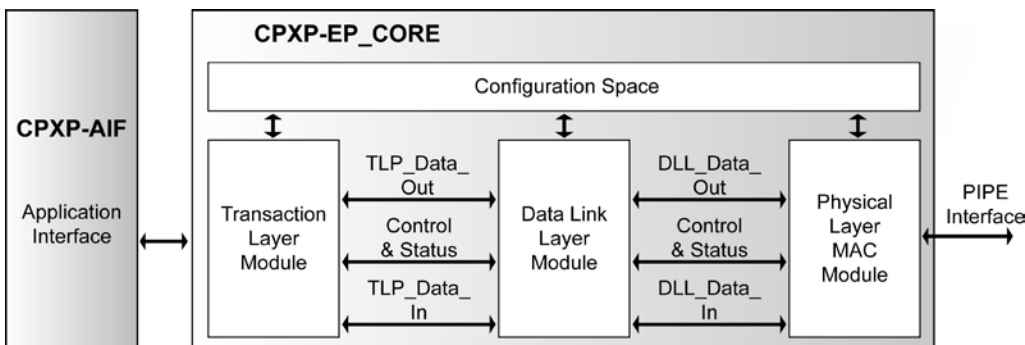 CPXP-EP_CORE
Configuration Space
CPXP-AIF
Application
Interface
Transaction
Layer
Module
TLP_Data_
Out
Control
& Status
TLP_Data_
In
Data Link
Layer
Module
DLL_Data_
Out
Control
& Status
DLL_Data_
In
Physical
Layer
MAC
Module
PIPE
Interface